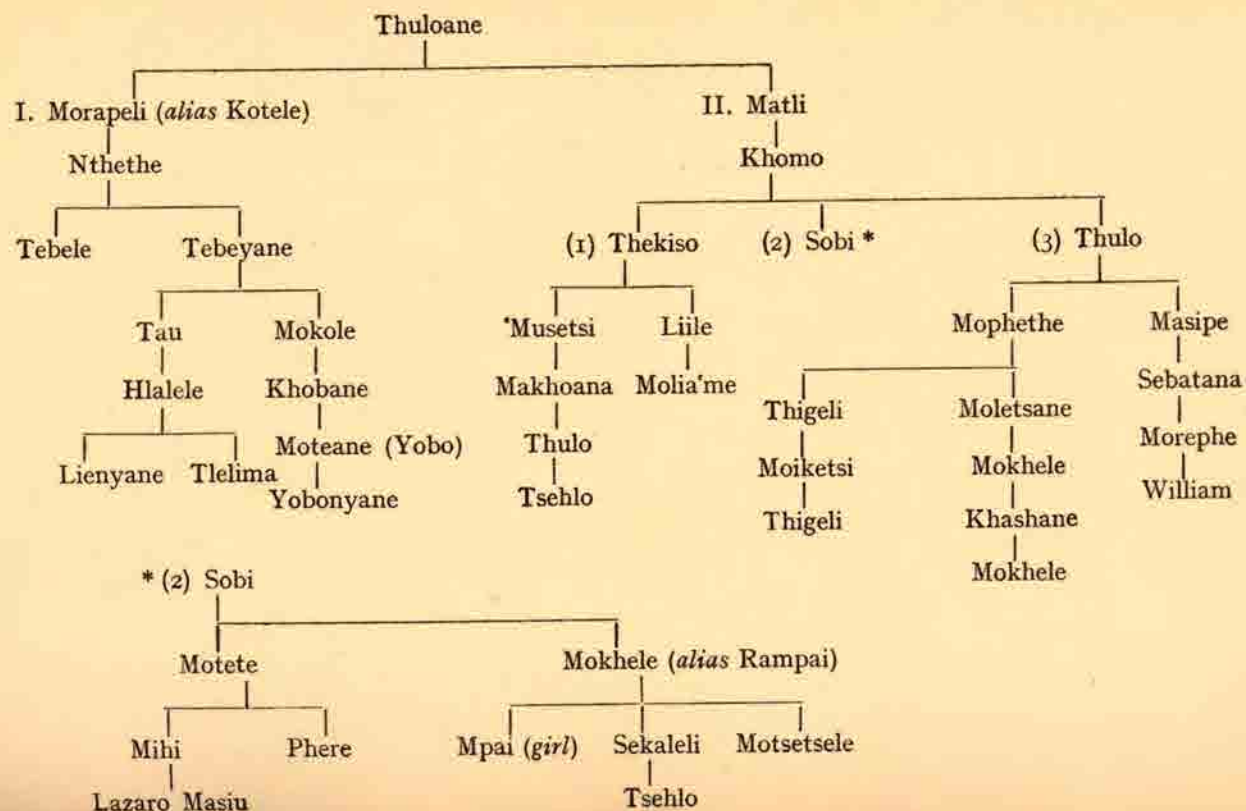 Thuloane
I. Morapeli (alias Kotele) II. Matli
Nthethe Khomo
Tebele Tebeyane (1) Thekiso (2) Sobi * (3) Thulo
Tau Mokole 'Musetsi Liile Mophethe Masipe
Hlalele Khobane Makhoana Molia'me Thigeli Moletsane Sebatana
Lienyane Tlelima Moteane (Yobo) Thulo Moiketsi Mokhele Morephe
Yobonyane Tsehlo Thigeli Khashane William
Mokhele
* (2) Sobi
Motete Mokhele (alias Rampai)
Mihi Phere Mpai (girl) Sekaleli Motsetsele
Lazaro Masiu Tsehlo